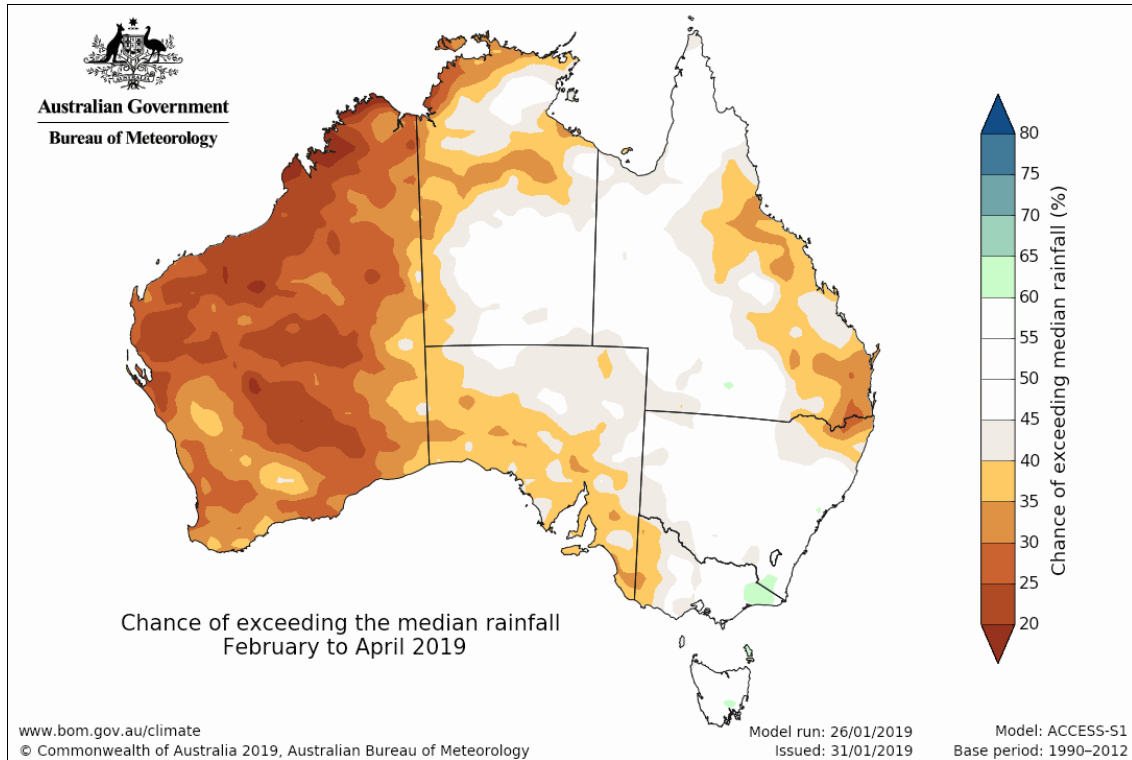 Australian Government
Bureau of Meteorology
80
75
70
65
60
55
50
45
40
35
30
25
20
Chance of exceeding median rainfall (%)
Chance of exceeding the median rainfall
February to April 2019
www.bom.gov.au/climate
© Commonwealth of Australia 2019, Australian Bureau of Meteorology
Model run: 26/01/2019
Issued: 31/01/2019
Model: ACCESS-S1
Base period: 1990–2012